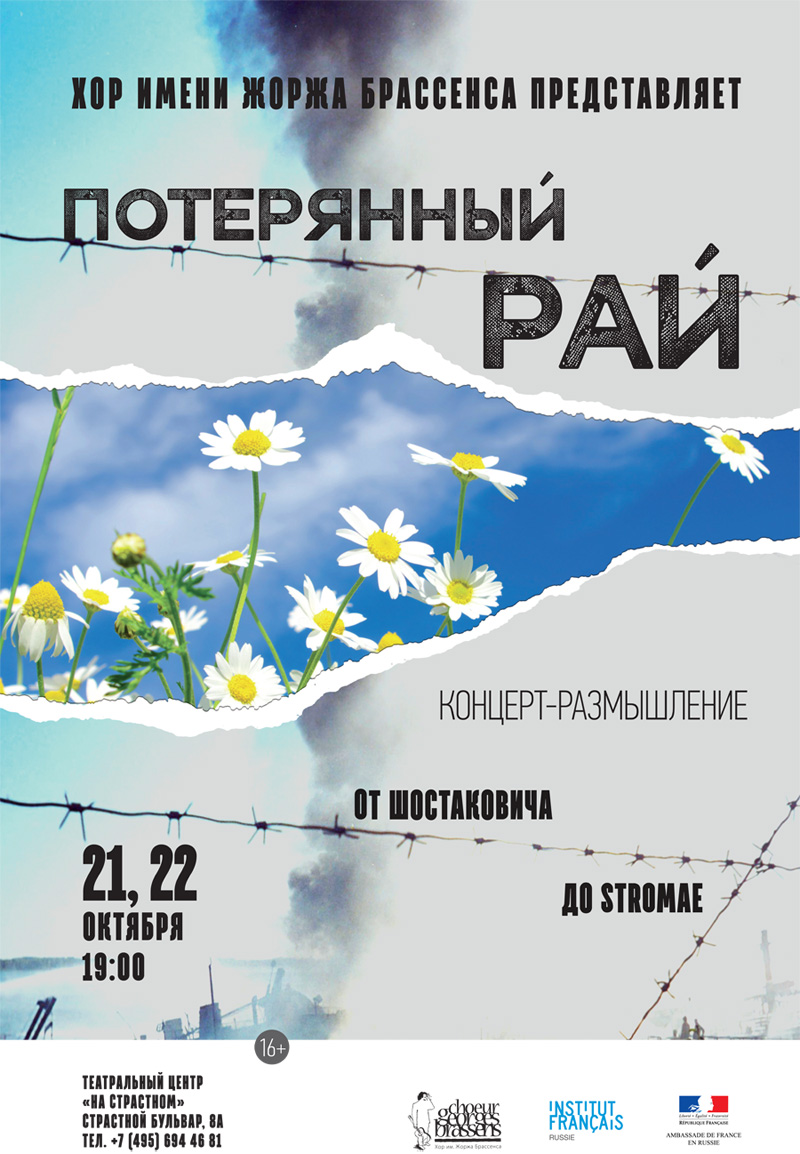 ХОР ИМЕНИ ЖОРЖА БРАССЕНСА ПРЕДСТАВЛЯЕТ
ПОТЕРЯННЫЙ
РАЙ
КОНЦЕРТ-РАЗМЫШЛЕНИЕ
ОТ ШОСТАКОВИЧА
ДО STROMAE
21, 22
ОКТЯБРЯ
19:00
16+
ТЕАТРАЛЬНЫЙ ЦЕНТР
«НА СТРАСТНОМ»
СТРАСТНОЙ БУЛЬВАР, 8А
ТЕЛ. +7 (495) 694 46 81
choeur
georges
brassens
Хор им. Жоржа Брассенса
INSTITUT
FRANÇAIS
RUSSIE
Liberté • Égalité • Fraternité
RÉPUBLIQUE FRANÇAISE
AMBASSADE DE FRANCE
EN RUSSIE